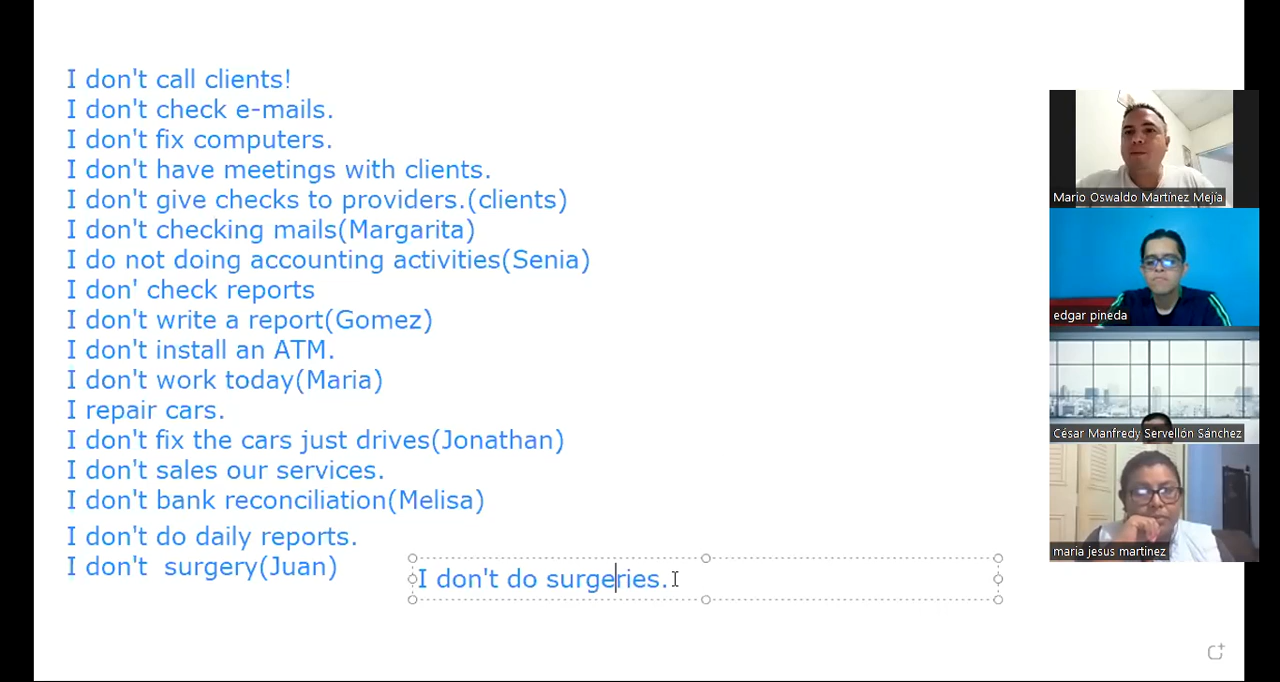 I don't call clients!
I don't check e-mails.
I don't fix computers.
I don't have meetings with clients.
I don't give checks to providers.(clients)
I don't checking mails(Margarita)
I do not doing accounting activities(Senia)
I don' check reports
I don't write a report(Gomez)
I don't install an ATM.
I don't work today(Maria)
I repair cars.
I don't fix the cars just drives(Jonathan)
I don't sales our services.
I don't bank reconciliation(Melisa)
I don't do daily reports.
I don't  surgery(Juan)
I don't do surgeries.
Mario Oswaldo Martínez Mejía
edgar pineda
César Manfredy Servellón Sánchez
maria jesus martinez